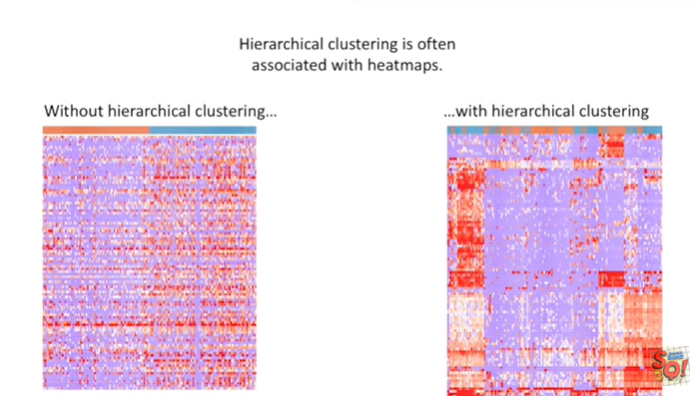 Hierarchical clustering is often
associated with heatmaps.
Without hierarchical clustering...
...with hierarchical clustering